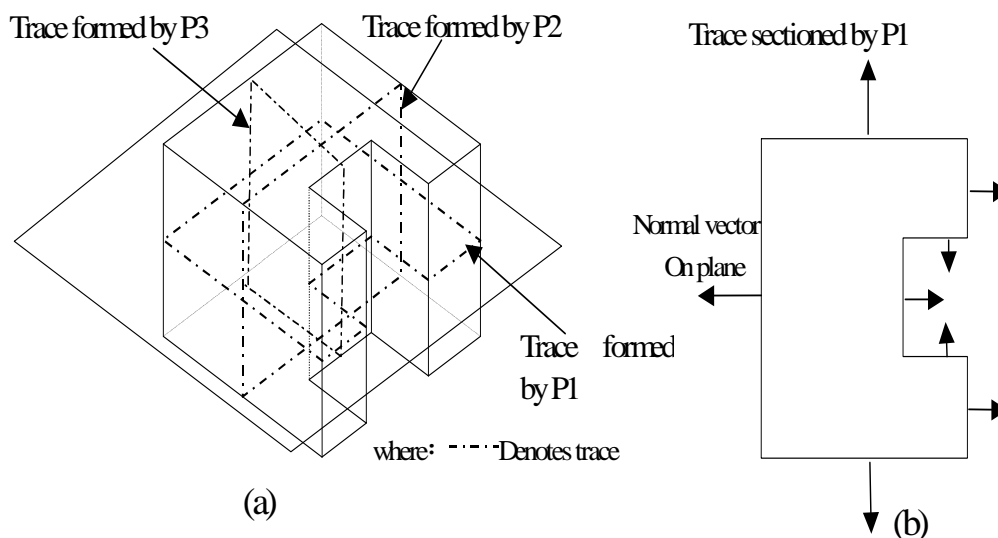 Trace formed by P3
Trace formed by P2
Trace formed
by P1
where: Denotes trace
(a)
Trace sectioned by P1
Normal vector
On plane
(b)